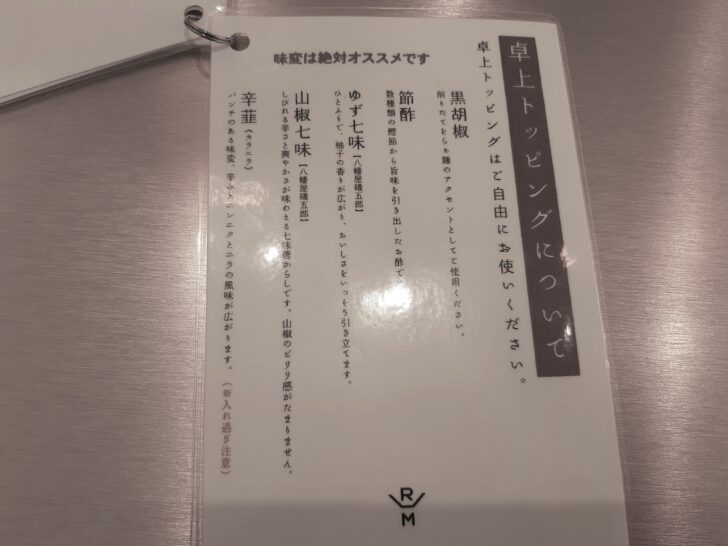 卓上トッピングについて
卓上トッピングはご自由にお使いください。
味変は絶対オススメです
黒胡椒
削りたてをらぁ麺のアクセントとしてご使用ください。
節酢
数種類の鰹節から旨味を引き出したお酢で
ゆず七味【八幡屋礒五郎】
ひとふりで、柚子の香りが広がり、おいしさをいっそう引き立てます。
山椒七味【八幡屋礒五郎】
しびれる辛さと爽やかさが味わえる七味唐からしです。山椒のピリリ感がたまりません。
辛韮《カラニラ》
パンチのある味変、辛みとニンニクとニラの風味が広がります。（※入れ過ぎ注意）
R
M